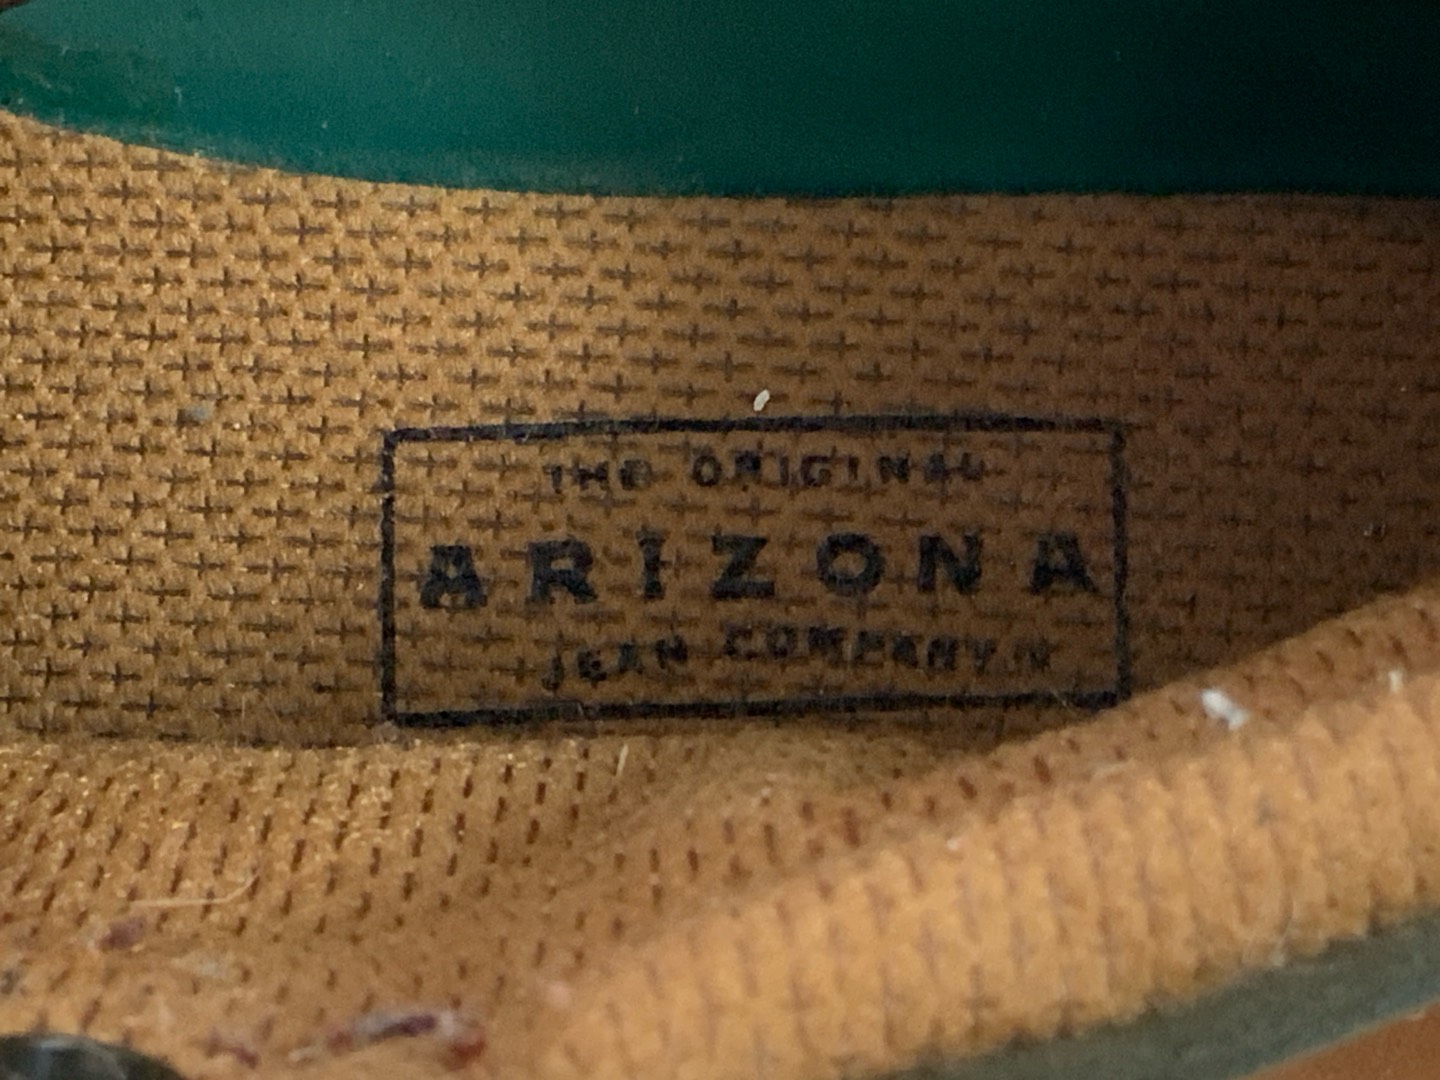 THE ORIGINAL
ARIZONA
JEAN COMPANY